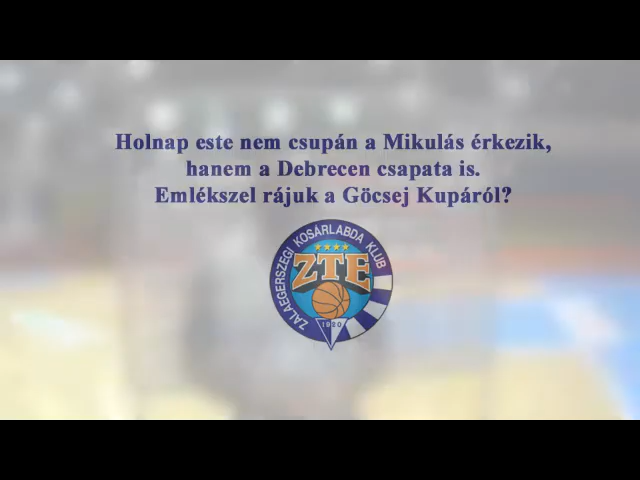 Holnap este nem csupán a Mikulás érkezik,
hanem a Debrecen csapata is.
Emlékszel rájuk a Göcsej Kupáról?
ZALAEGERSZEGI KOSÁRLABDA KLUB
ZTE
1920